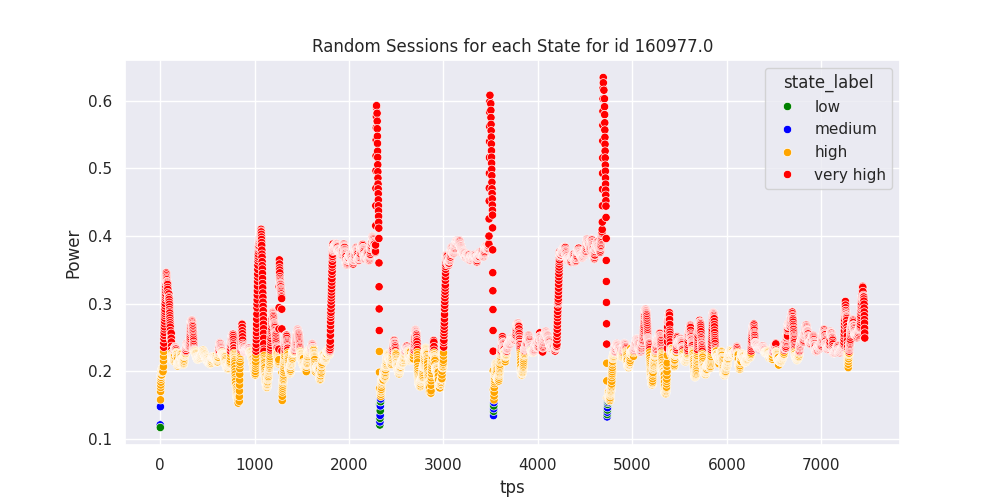 Random Sessions for each State for id 160977.0
state_label
low
medium
high
very high
Power
0.6
0.5
0.4
0.3
0.2
0.1
0 1000 2000 3000 4000 5000 6000 7000
tps